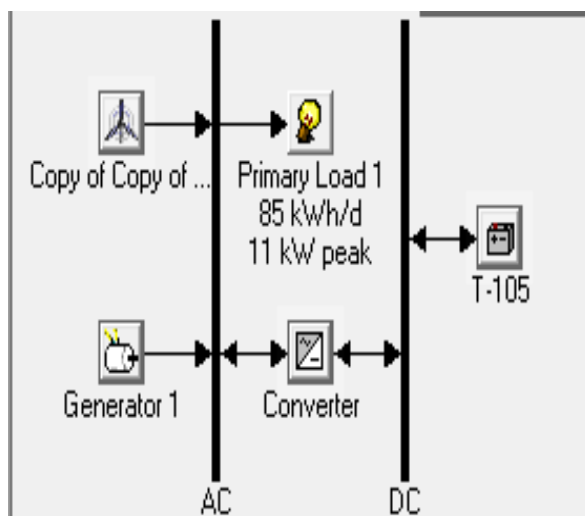 Copy of Copy of ...
Primary Load 1
85 kWh/d
11 kW peak
T-105
Generator 1
Converter
AC
DC